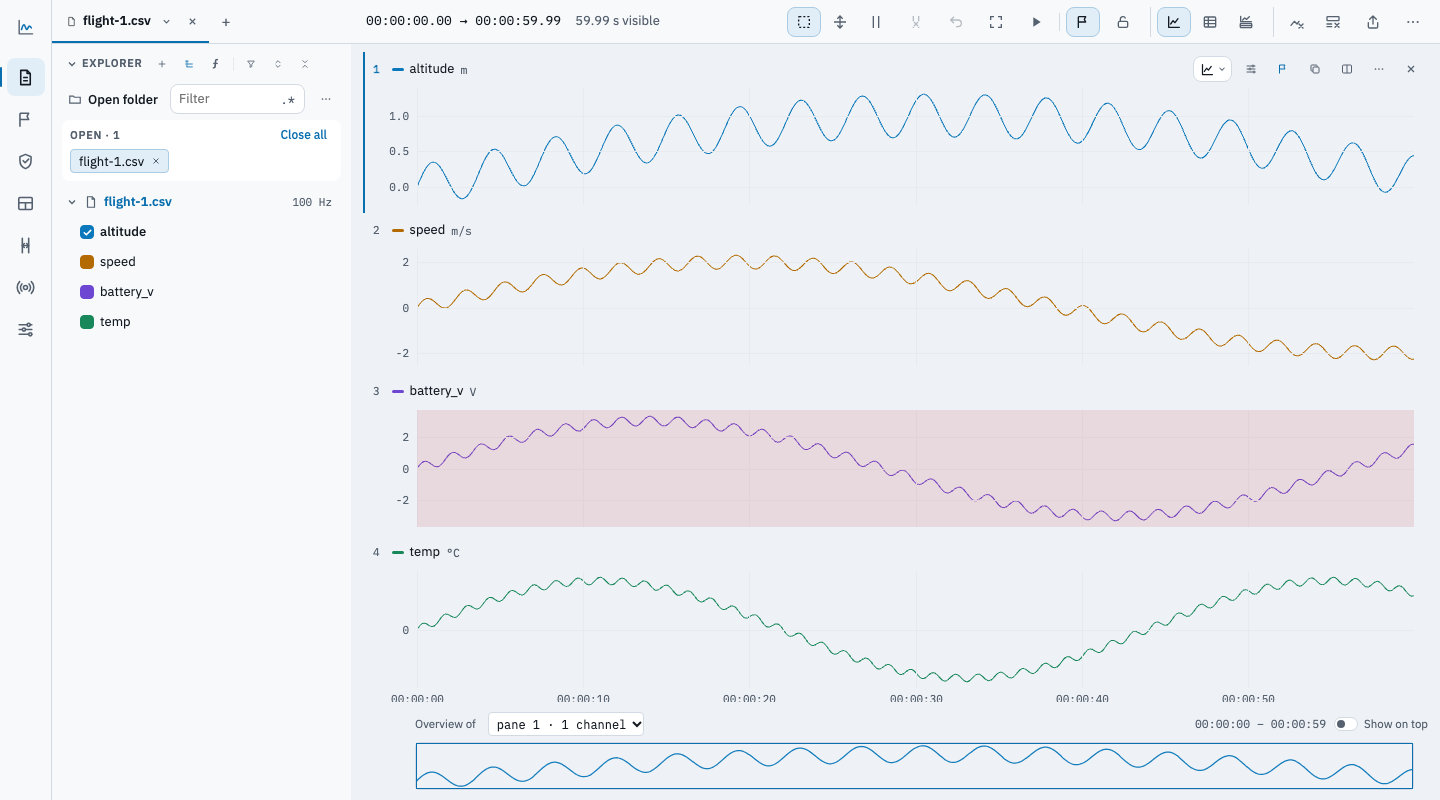 flight-1.csv
00:00:00.00 → 00:00:59.99 59.99 s visible
EXPLORER
Open folder
Filter .*
OPEN · 1 Close all
flight-1.csv ×
flight-1.csv 100 Hz
altitude
speed
battery_v
temp
1 altitude m
1.0
0.5
0.0
2 speed m/s
2
0
-2
3 battery_v V
2
0
-2
4 temp °C
0
00:00:00 00:00:10 00:00:20 00:00:30 00:00:40 00:00:50
Overview of pane 1 · 1 channel 00:00:00 — 00:00:59 Show on top